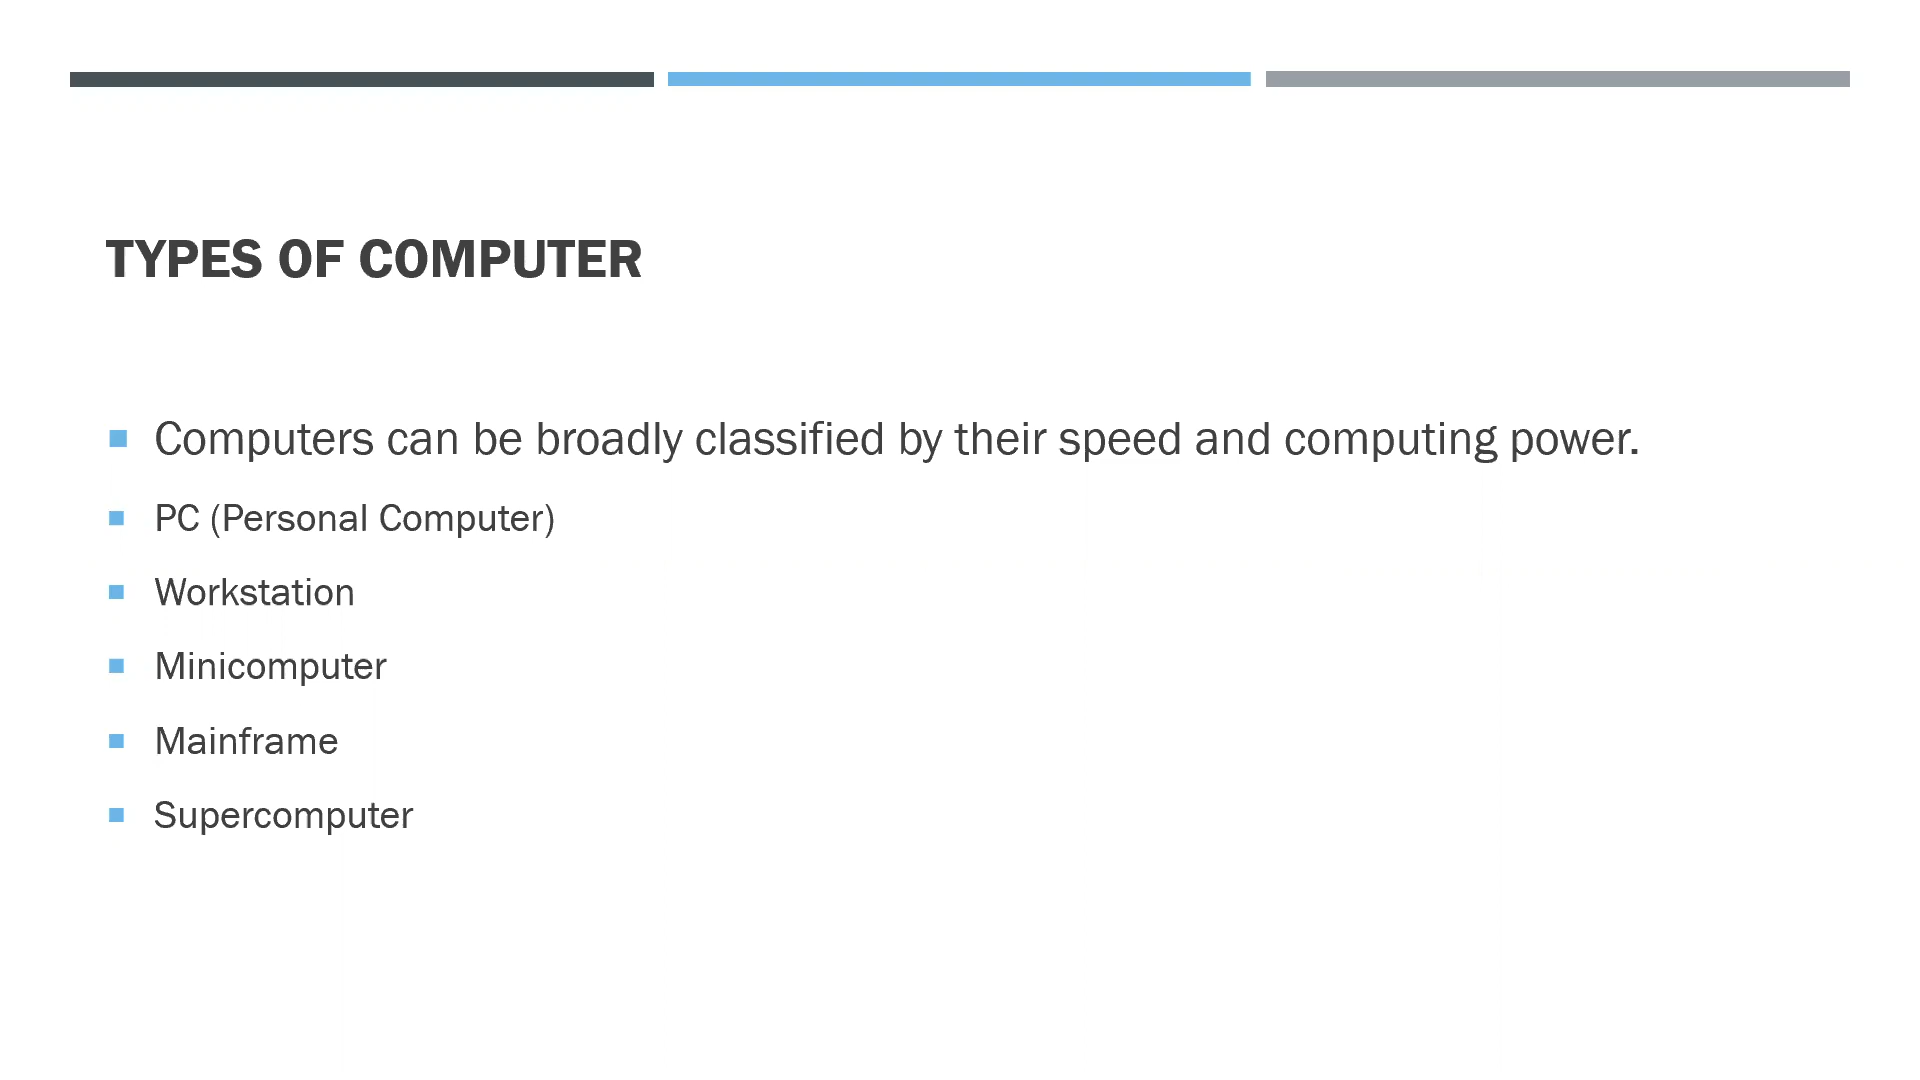 TYPES OF COMPUTER
Computers can be broadly classified by their speed and computing power.
PC (Personal Computer)
Workstation
Minicomputer
Mainframe
Supercomputer